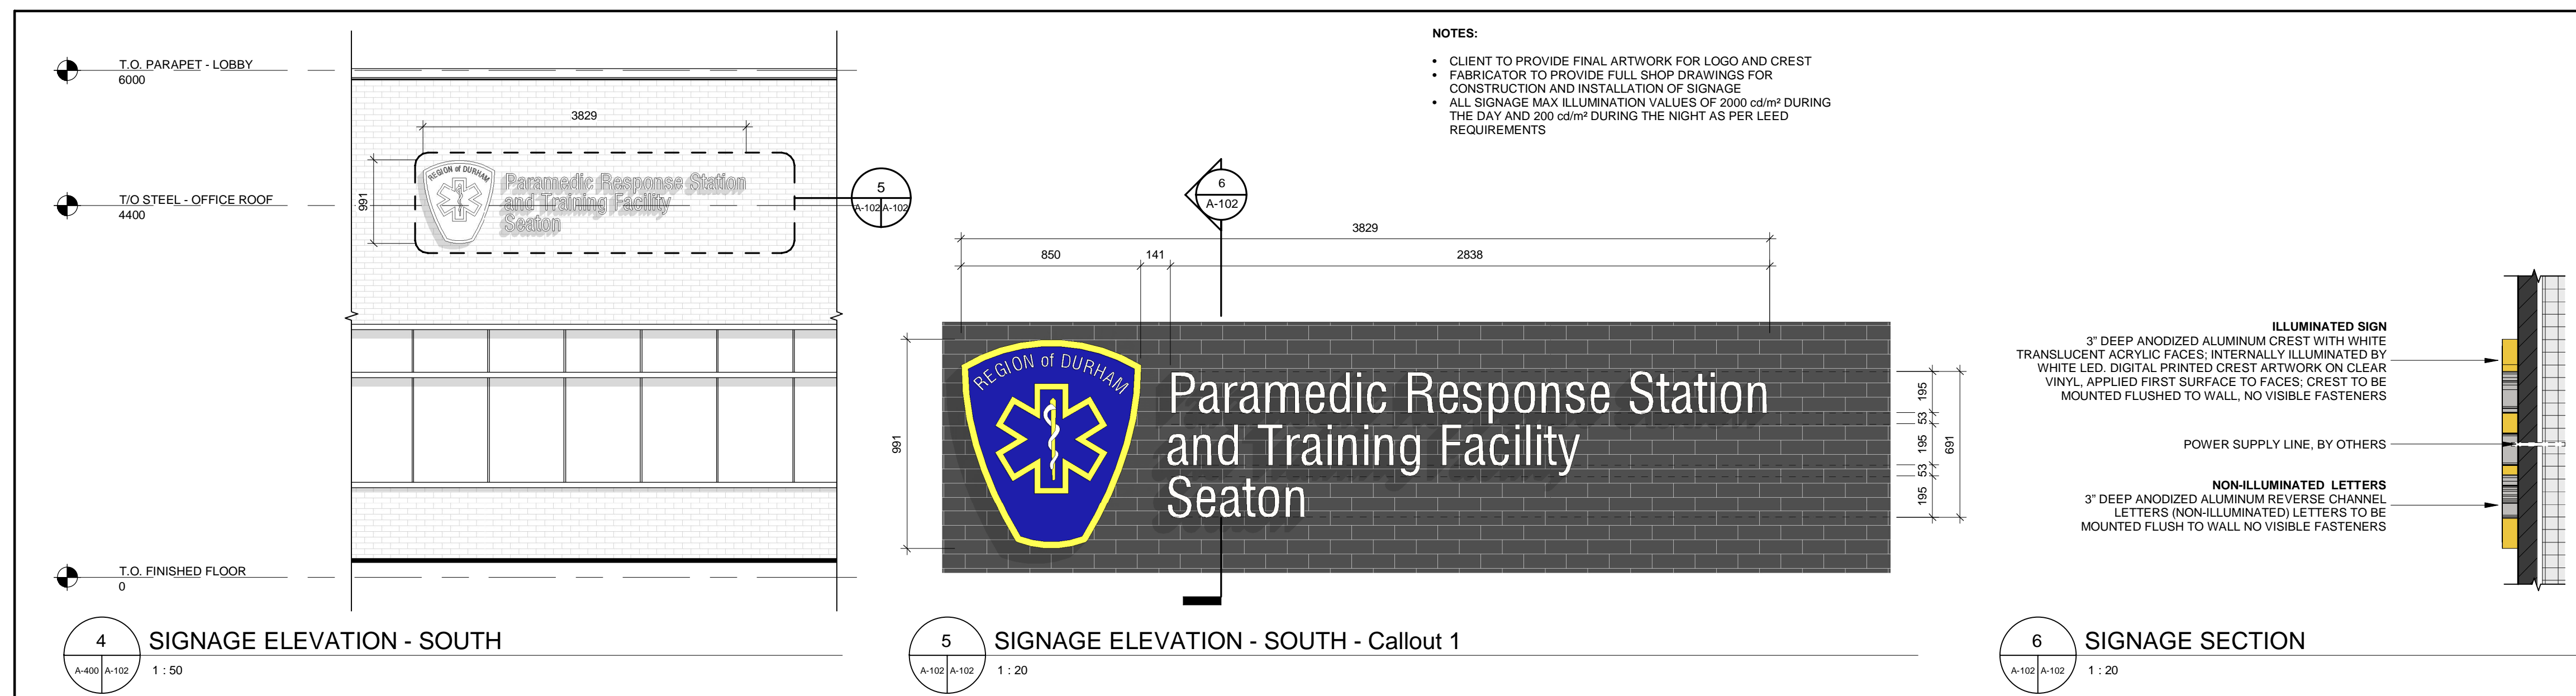 T.O. PARAPET - LOBBY
6000
T/O STEEL - OFFICE ROOF
4400
T.O. FINISHED FLOOR
0
3829
991
REGION of DURHAM
Paramedic Response Station
and Training Facility
Seaton
5
A-102 A-102
4
A-400 A-102
SIGNAGE ELEVATION - SOUTH
1 : 50
NOTES:
• CLIENT TO PROVIDE FINAL ARTWORK FOR LOGO AND CREST
• FABRICATOR TO PROVIDE FULL SHOP DRAWINGS FOR
CONSTRUCTION AND INSTALLATION OF SIGNAGE
• ALL SIGNAGE MAX ILLUMINATION VALUES OF 2000 cd/m² DURING
THE DAY AND 200 cd/m² DURING THE NIGHT AS PER LEED
REQUIREMENTS
6
A-102
3829
850
141
2838
991
REGION of DURHAM
Paramedic Response Station
and Training Facility
Seaton
195
53
195
53
195
691
5
A-102 A-102
SIGNAGE ELEVATION - SOUTH - Callout 1
1 : 20
ILLUMINATED SIGN
3" DEEP ANODIZED ALUMINUM CREST WITH WHITE
TRANSLUCENT ACRYLIC FACES; INTERNALLY ILLUMINATED BY
WHITE LED. DIGITAL PRINTED CREST ARTWORK ON CLEAR
VINYL, APPLIED FIRST SURFACE TO FACES; CREST TO BE
MOUNTED FLUSHED TO WALL, NO VISIBLE FASTENERS
POWER SUPPLY LINE, BY OTHERS
NON-ILLUMINATED LETTERS
3" DEEP ANODIZED ALUMINUM REVERSE CHANNEL
LETTERS (NON-ILLUMINATED) LETTERS TO BE
MOUNTED FLUSH TO WALL NO VISIBLE FASTENERS
6
A-102 A-102
SIGNAGE SECTION
1 : 20